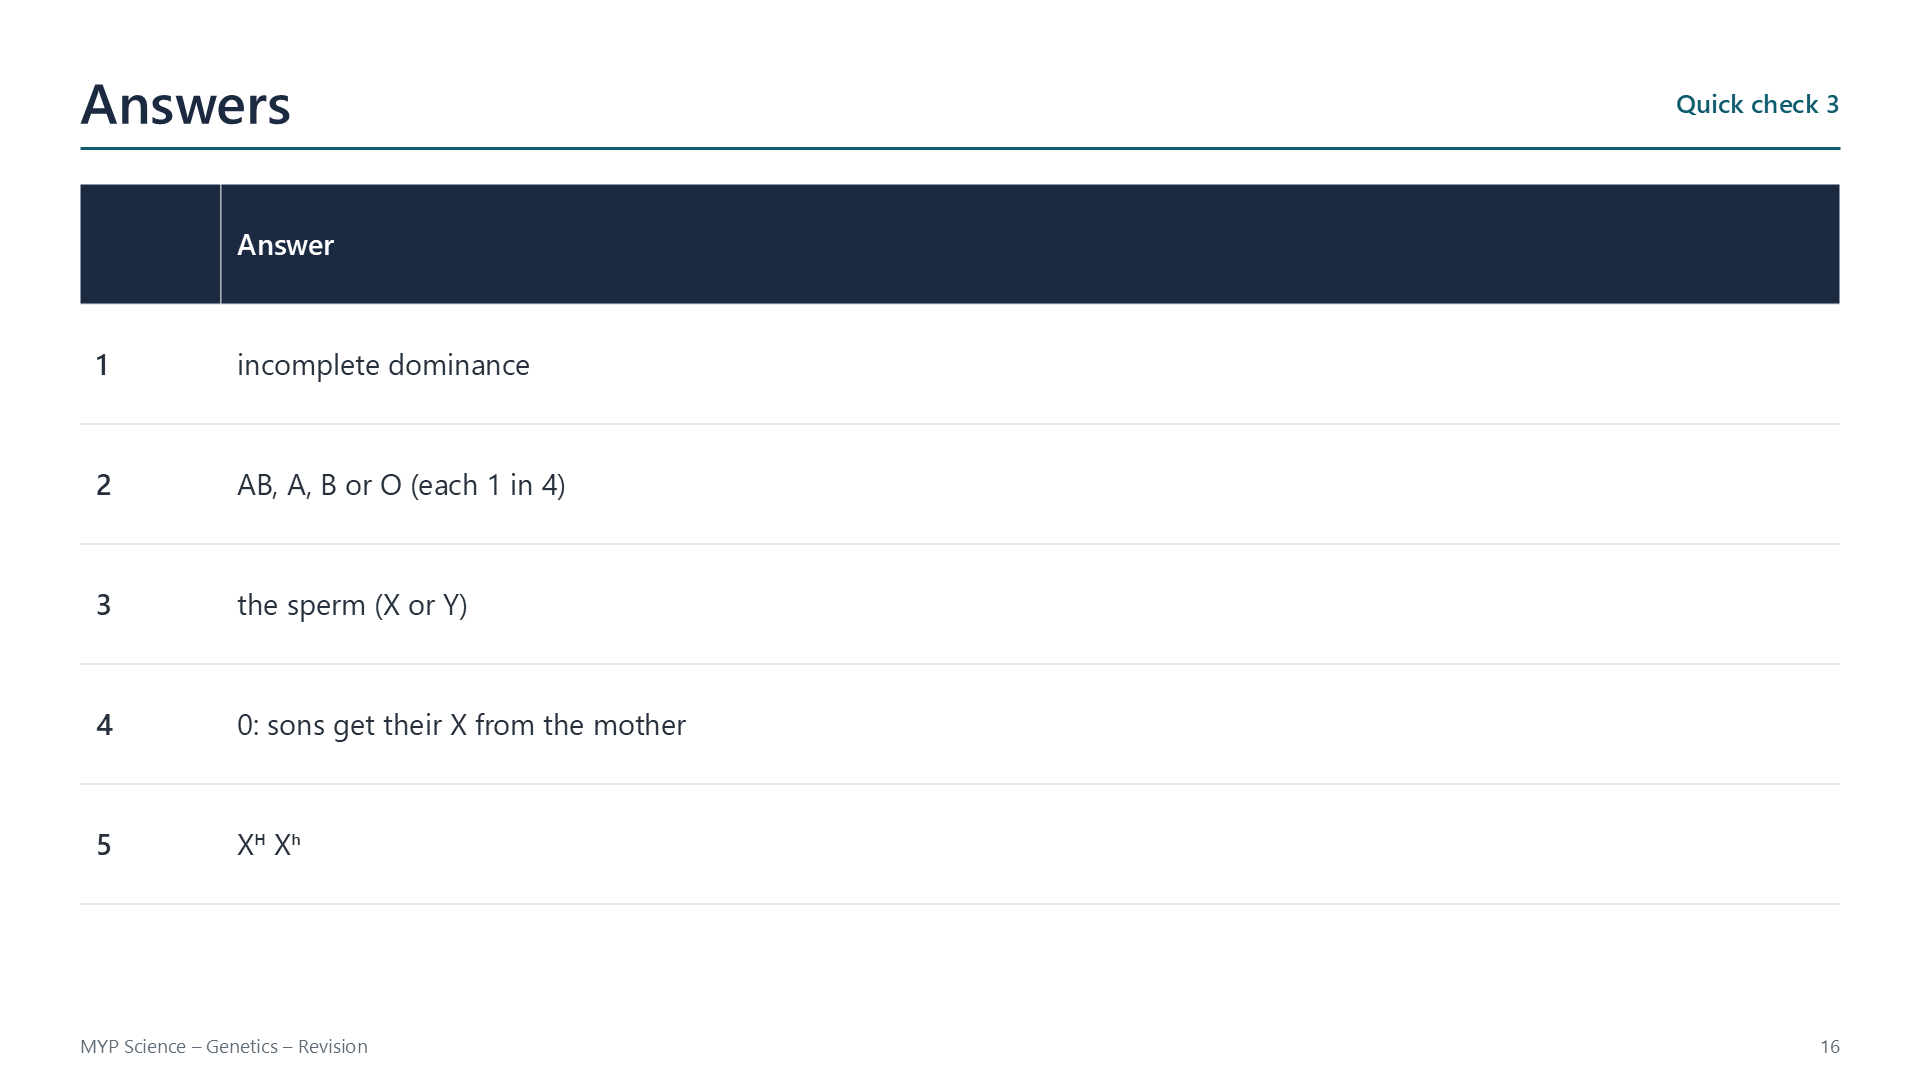 Answers
Quick check 3
Answer
1 incomplete dominance
2 AB, A, B or O (each 1 in 4)
3 the sperm (X or Y)
4 0: sons get their X from the mother
5 Xᴴ Xʰ
MYP Science – Genetics – Revision
16